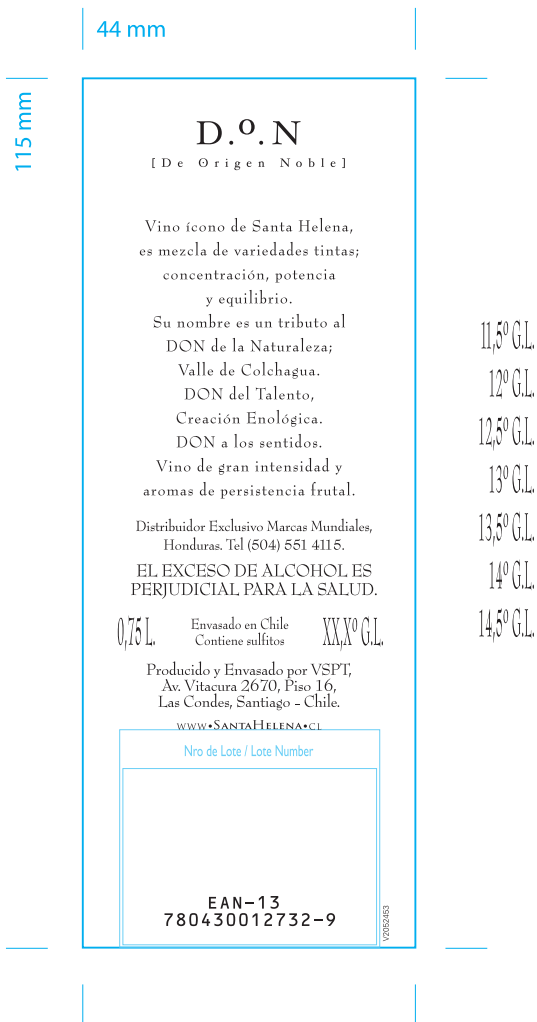 44 mm
115 mm
D.º.N
[De Origen Noble]
Vino ícono de Santa Helena,
es mezcla de variedades tintas;
concentración, potencia
y equilibrio.
Su nombre es un tributo al
DON de la Naturaleza;
Valle de Colchagua.
DON del Talento,
Creación Enológica.
DON a los sentidos.
Vino de gran intensidad y
aromas de persistencia frutal.
Distribuidor Exclusivo Marcas Mundiales,
Honduras. Tel (504) 551 4115.
EL EXCESO DE ALCOHOL ES
PERJUDICIAL PARA LA SALUD.
0,75 L.
Envasado en Chile
Contiene sulfitos
XX,Xº G.L.
Producido y Envasado por VSPT,
Av. Vitacura 2670, Piso 16,
Las Condes, Santiago - Chile.
WWW•SANTAHELENA•CL
Nro de Lote / Lote Number
EAN-13
780430012732-9
V2052453
11,5º G.L.
12º G.L.
12,5º G.L.
13º G.L.
13,5º G.L.
14º G.L.
14,5º G.L.